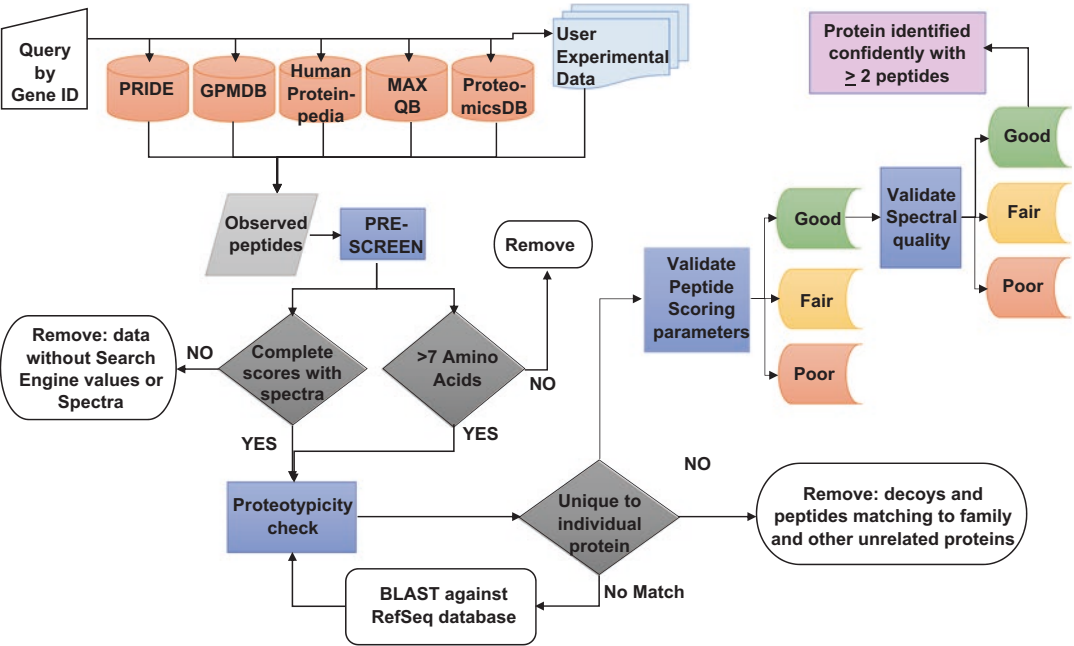 Query
by
Gene ID
PRIDE
GPMDB
Human
Protein-
pedia
MAX
QB
Proteo-
micsDB
User
Experimental
Data
Protein identified
confidently with
≥ 2 peptides
Observed
peptides
PRE-
SCREEN
Remove
Remove: data
without Search
Engine values or
Spectra
NO
Complete
scores with
spectra
>7 Amino
Acids
NO
YES
YES
Proteotypicity
check
Unique to
individual
protein
NO
Remove: decoys and
peptides matching to family
and other unrelated proteins
No Match
BLAST against
RefSeq database
Validate
Peptide
Scoring
parameters
Good
Fair
Poor
Validate
Spectral
quality
Good
Fair
Poor